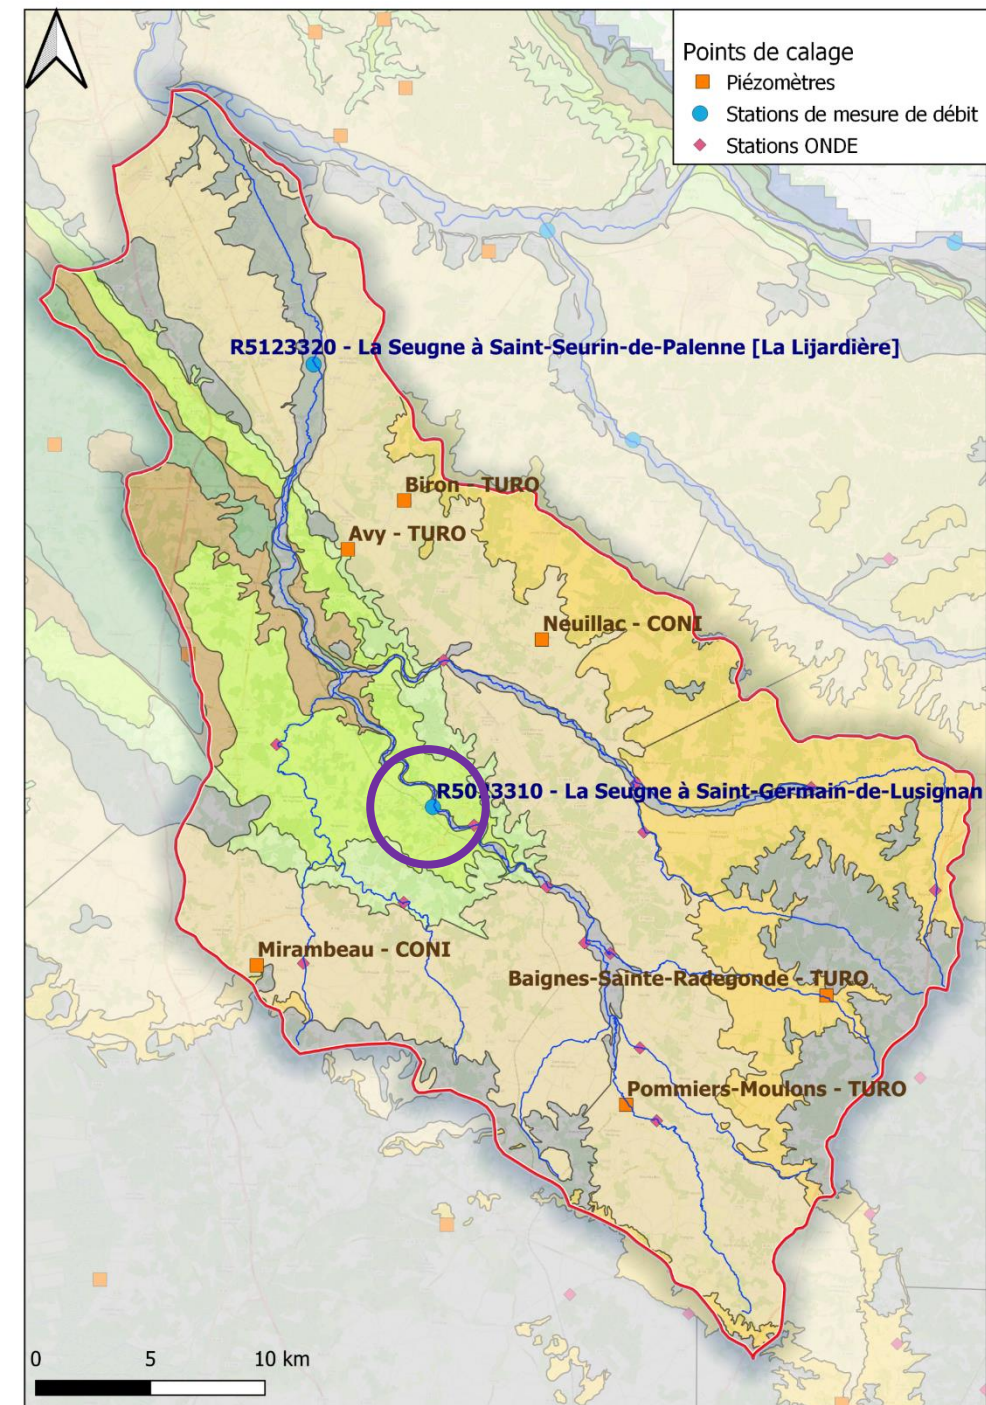 Points de calage
Piézomètres
Stations de mesure de débit
Stations ONDE
R5123320 - La Seugne à Saint-Seurin-de-Palenne [La Lijardière]
Biron - TURO
Avy - TURO
Neuillac - CONI
R5013310 - La Seugne à Saint-Germain-de-Lusignan
Mirambeau - CONI
Baignes-Sainte-Radegonde - TURO
Pommiers-Moulons - TURO
0 5 10 km